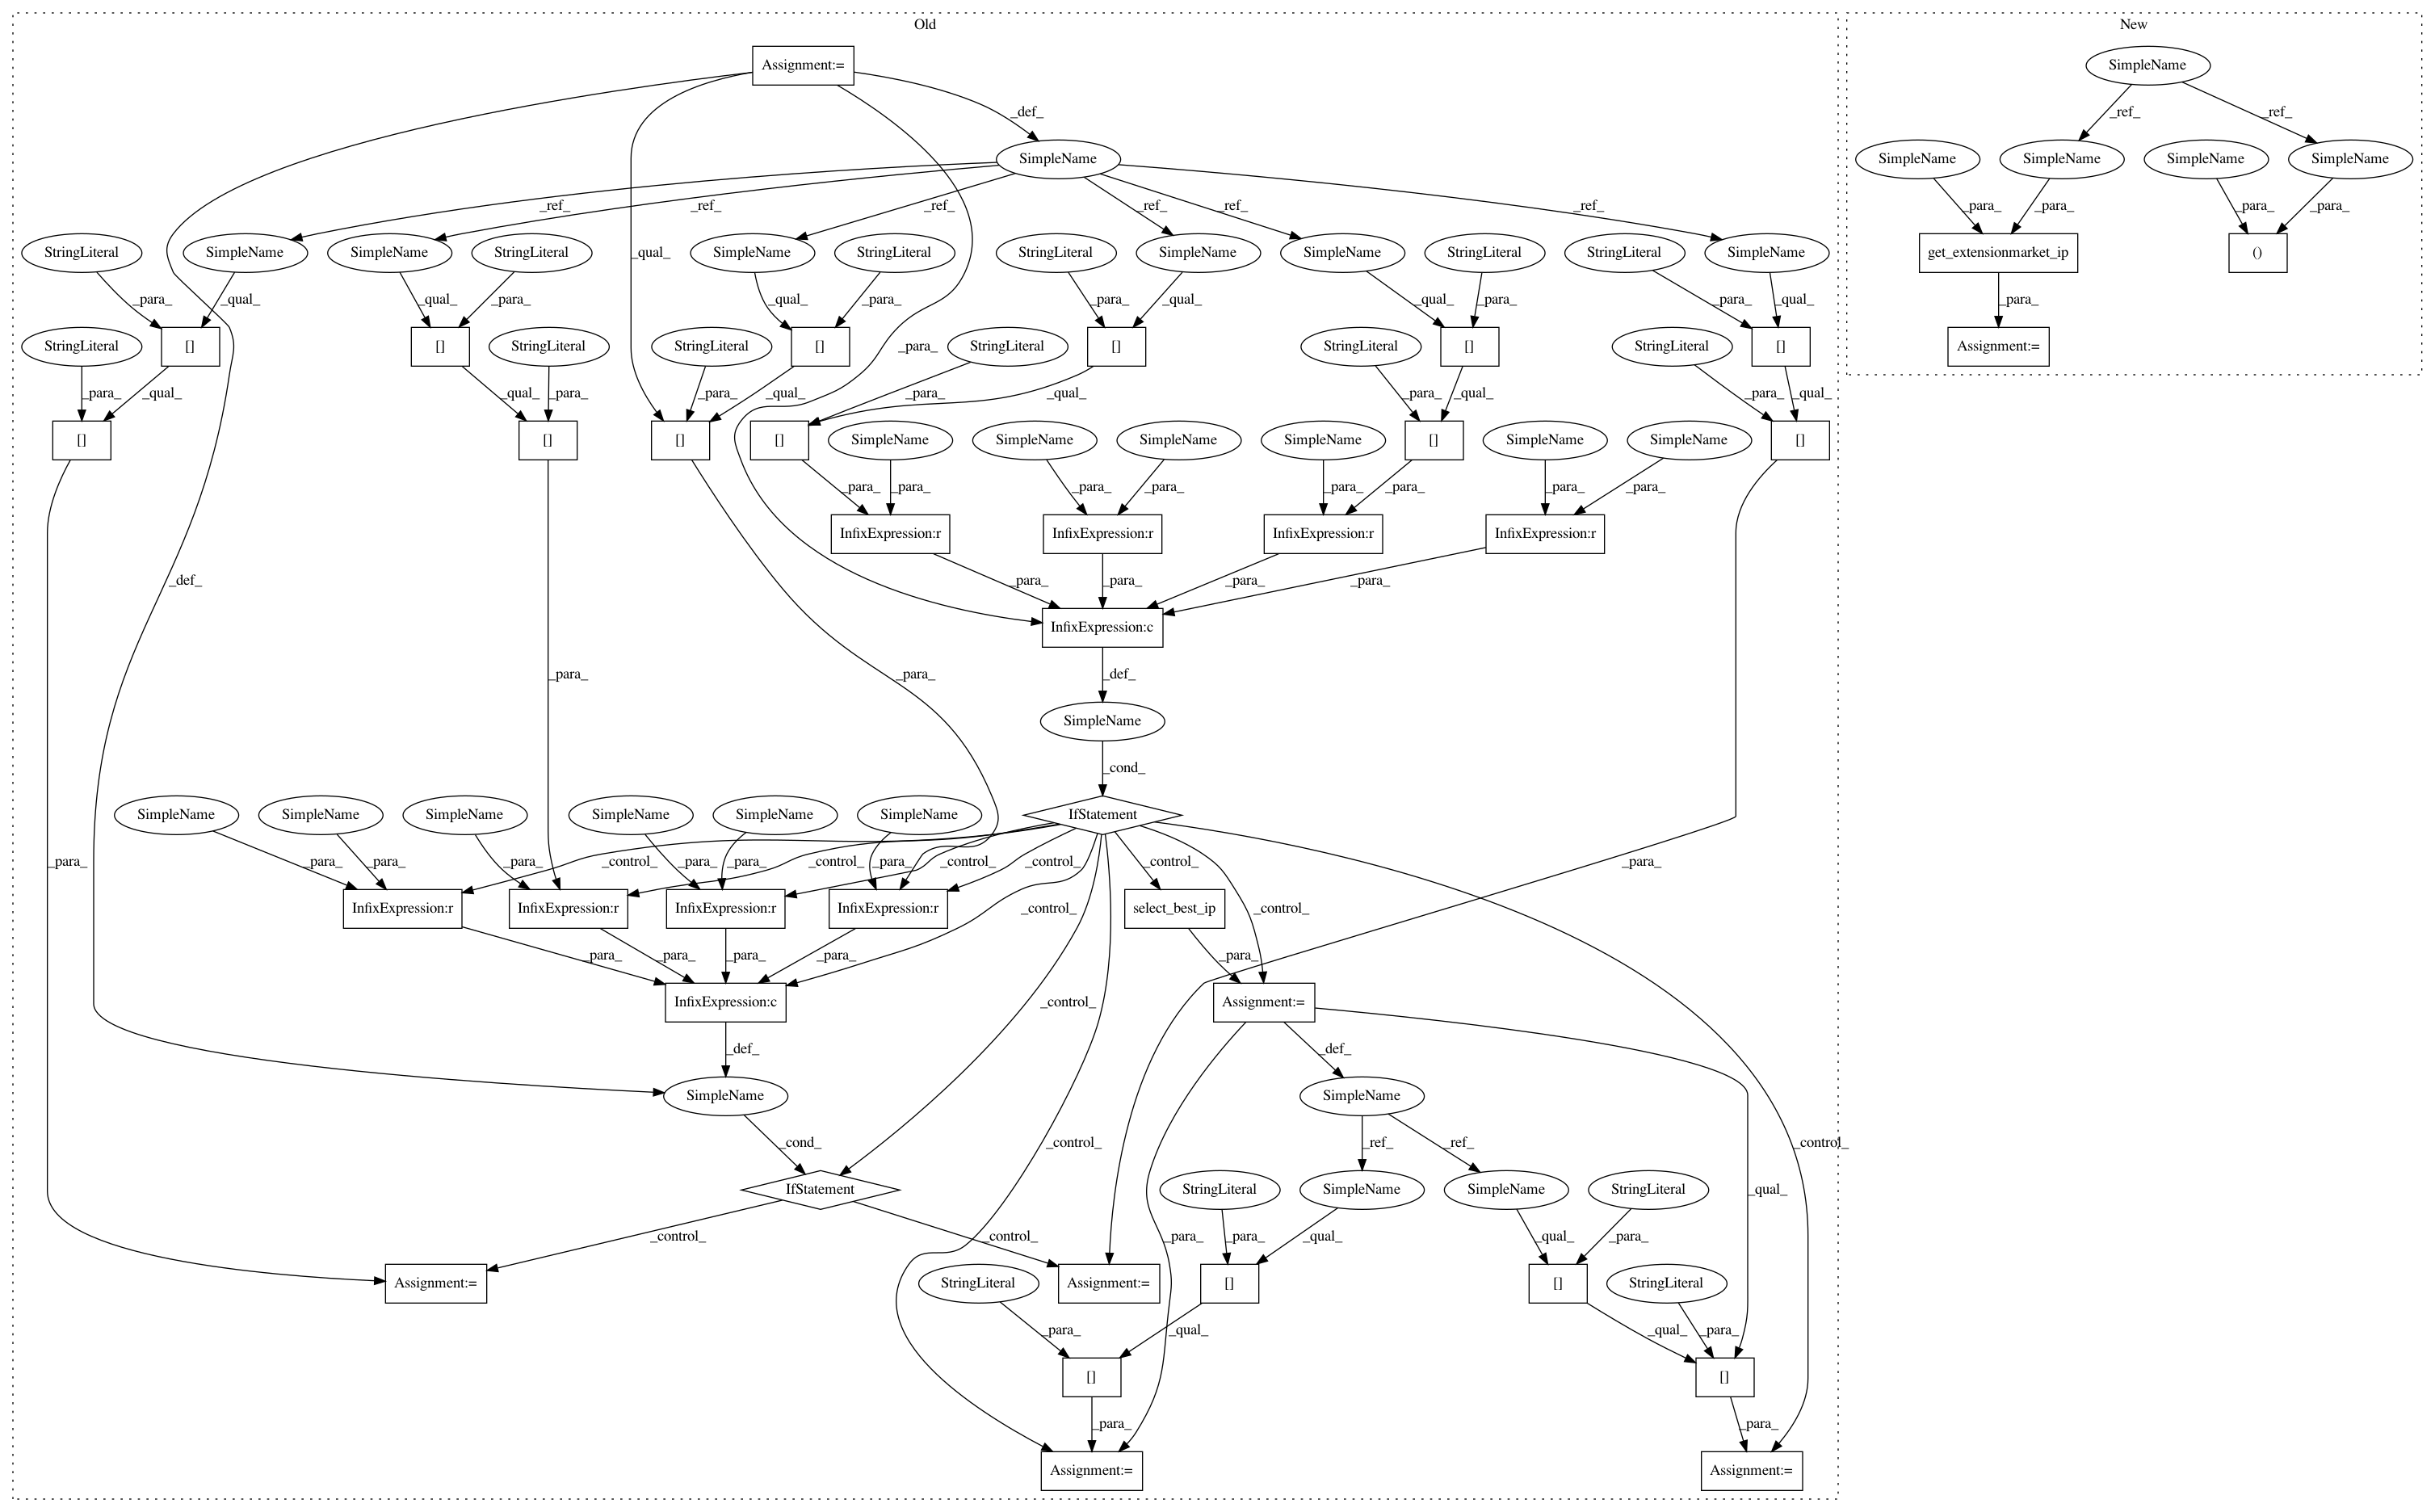 Old
New
Assignment:=
SimpleName
_def_
_ref_
_ref_
SimpleName
SimpleName
SimpleName
SimpleName
SimpleName
_ref_
_ref_
_ref_
_ref_
_ref_
_ref_
_para_
_para_
_para_
_para_
StringLiteral
SimpleName
SimpleName
StringLiteral
_qual_
SimpleName
StringLiteral
StringLiteral
SimpleName
SimpleName
StringLiteral
StringLiteral
SimpleName
get_extensionmarket_ip
()
_para_
_qual_
_qual_
_para_
_qual_
_para_
_para_
_qual_
_qual_
_para_
_para_
_qual_
_para_
StringLiteral
[]
[]
StringLiteral
StringLiteral
[]
_para_
StringLiteral
[]
StringLiteral
[]
StringLiteral
[]
Assignment:=
_para_
_qual_
_qual_
_para_
_para_
_qual_
_para_
_qual_
_para_
_qual_
_para_
_qual_
[]
[]
[]
[]
SimpleName
SimpleName
SimpleName
SimpleName
[]
SimpleName
SimpleName
[]
_para_
_para_
_para_
_para_
_para_
_para_
_para_
_para_
InfixExpression:r
InfixExpression:r
InfixExpression:r
InfixExpression:r
_def_
_para_
_para_
_para_
_para_
InfixExpression:c
_para_
_para_
_def_
SimpleName
_cond_
SimpleName
SimpleName
SimpleName
SimpleName
SimpleName
SimpleName
IfStatement
_para_
_para_
_para_
_para_
_control_
_para_
_control_
_para_
_control_
_para_
_control_
_control_
_para_
InfixExpression:r
InfixExpression:r
InfixExpression:r
InfixExpression:r
_control_
select_best_ip
_control_
_para_
_para_
_para_
_para_
_para_
InfixExpression:c
_control_
Assignment:=
_def_
_def_
SimpleName
SimpleName
_cond_
_control_
_ref_
_ref_
_control_
IfStatement
StringLiteral
SimpleName
SimpleName
StringLiteral
_qual_
_control_
_control_
_para_
_para_
_qual_
_qual_
_para_
Assignment:=
StringLiteral
Assignment:=
[]
[]
StringLiteral
_para_
_qual_
_qual_
_para_
[]
[]
_para_
_para_
Assignment:=
Assignment:=